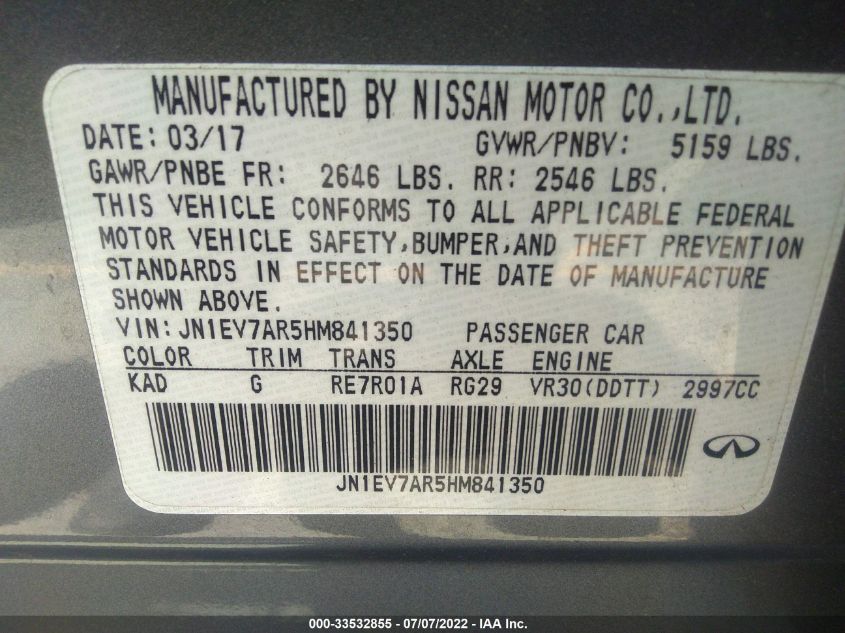 MANUFACTURED BY NISSAN MOTOR CO.,LTD.
DATE: 03/17 GVWR/PNBV: 5159 LBS.
GAWR/PNBE FR: 2646 LBS. RR: 2546 LBS.
THIS VEHICLE CONFORMS TO ALL APPLICABLE FEDERAL
MOTOR VEHICLE SAFETY,BUMPER,AND THEFT PREVENTION
STANDARDS IN EFFECT ON THE DATE OF MANUFACTURE
SHOWN ABOVE.
VIN:JN1EV7AR5HM841350 PASSENGER CAR
COLOR TRIM TRANS AXLE ENGINE
KAD G RE7R01A RG29 VR30(DDTT) 2997CC
JN1EV7AR5HM841350
000-33532855 - 07/07/2022 - IAA Inc.